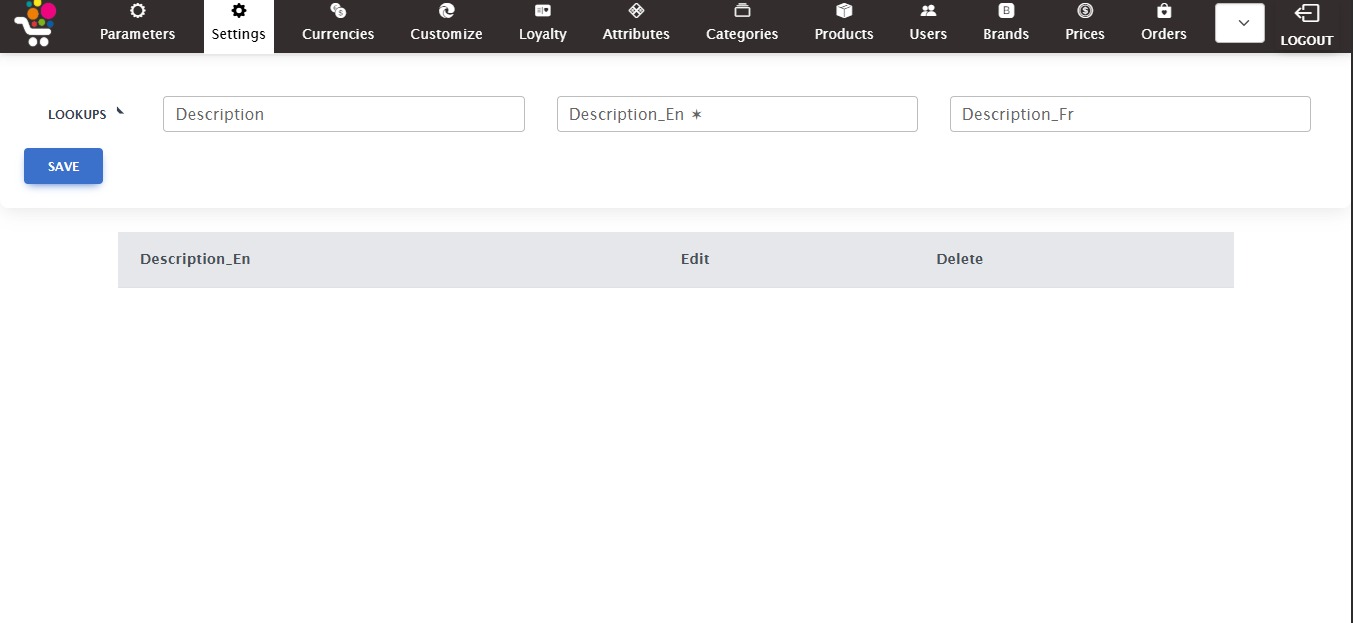 Parameters Settings Currencies Customize Loyalty Attributes Categories Products Users Brands Prices Orders LOGOUT
LOOKUPS Description Description_En ✶ Description_Fr
SAVE
Description_En Edit Delete